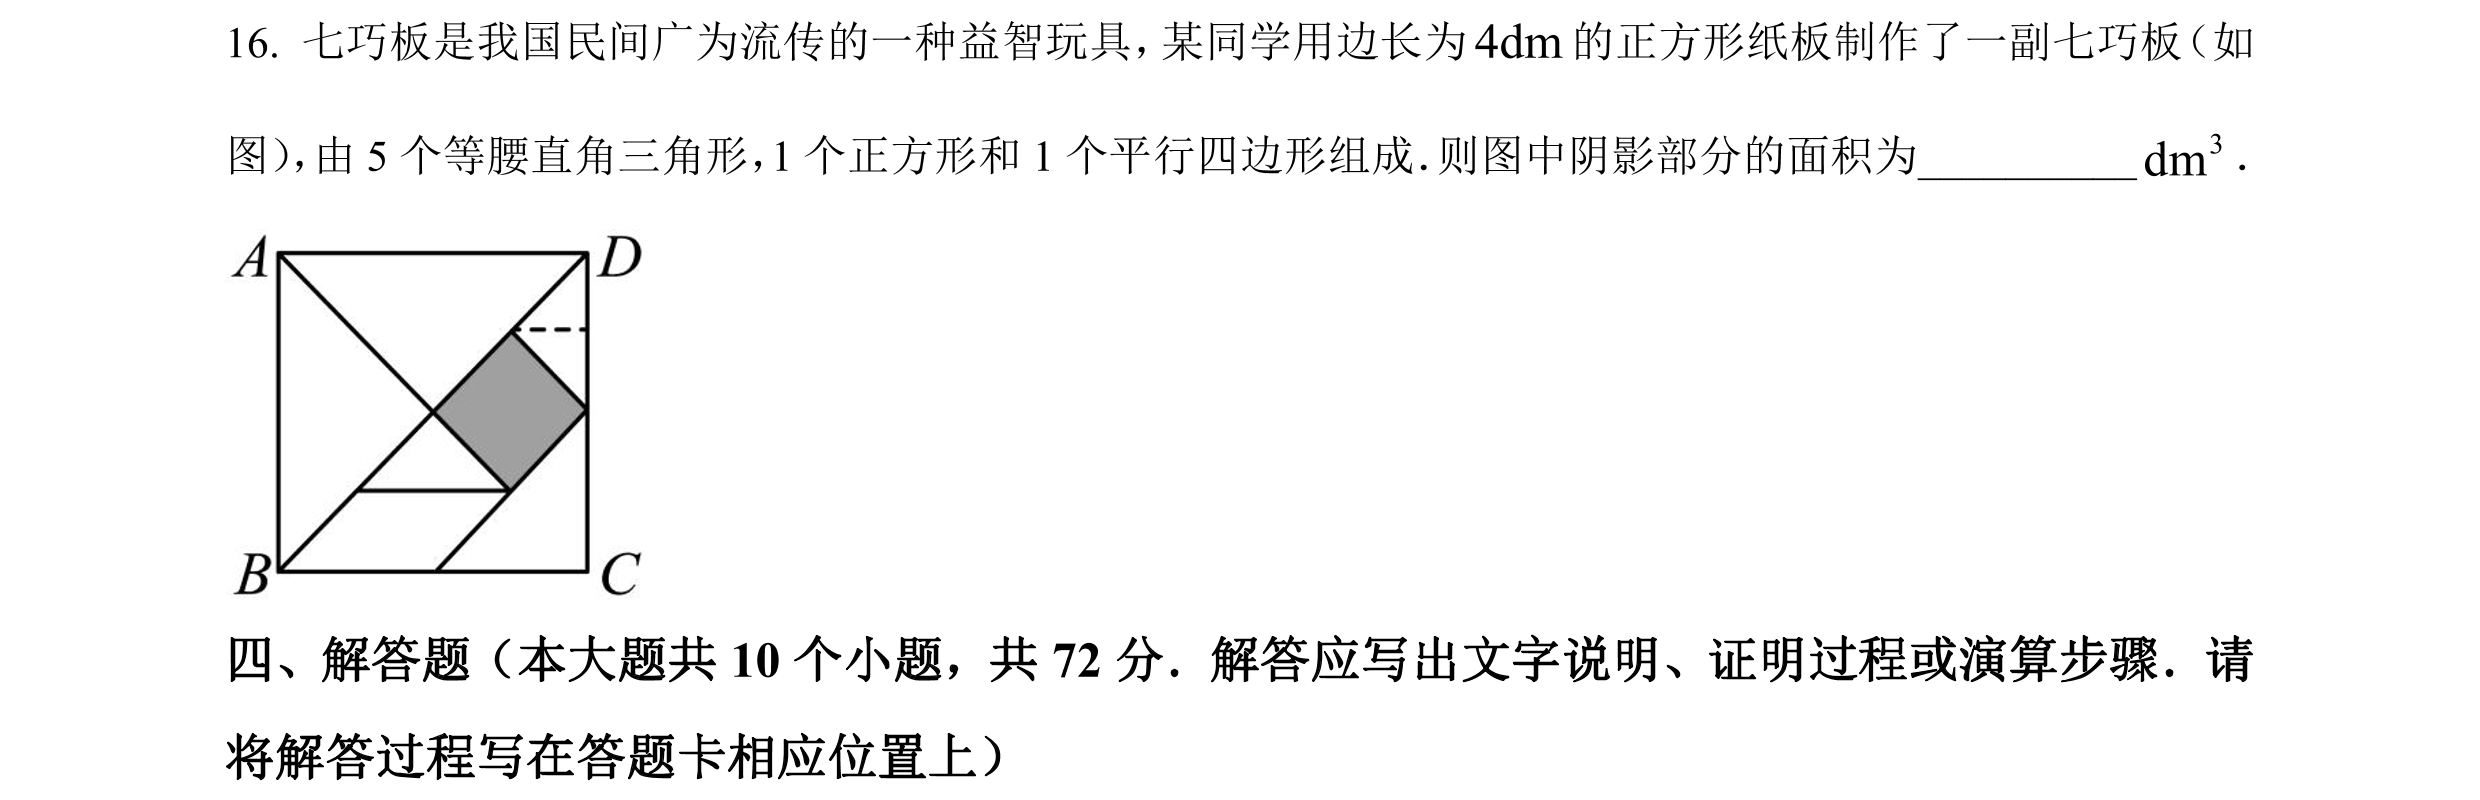 16. 七巧板是我国民间广为流传的一种益智玩具，某同学用边长为4dm的正方形纸板制作了一副七巧板（如
图），由 5 个等腰直角三角形，1 个正方形和 1 个平行四边形组成．则图中阴影部分的面积为__________dm³．
A D
B C
四、解答题（本大题共 10 个小题，共 72 分．解答应写出文字说明、证明过程或演算步骤．请
将解答过程写在答题卡相应位置上）